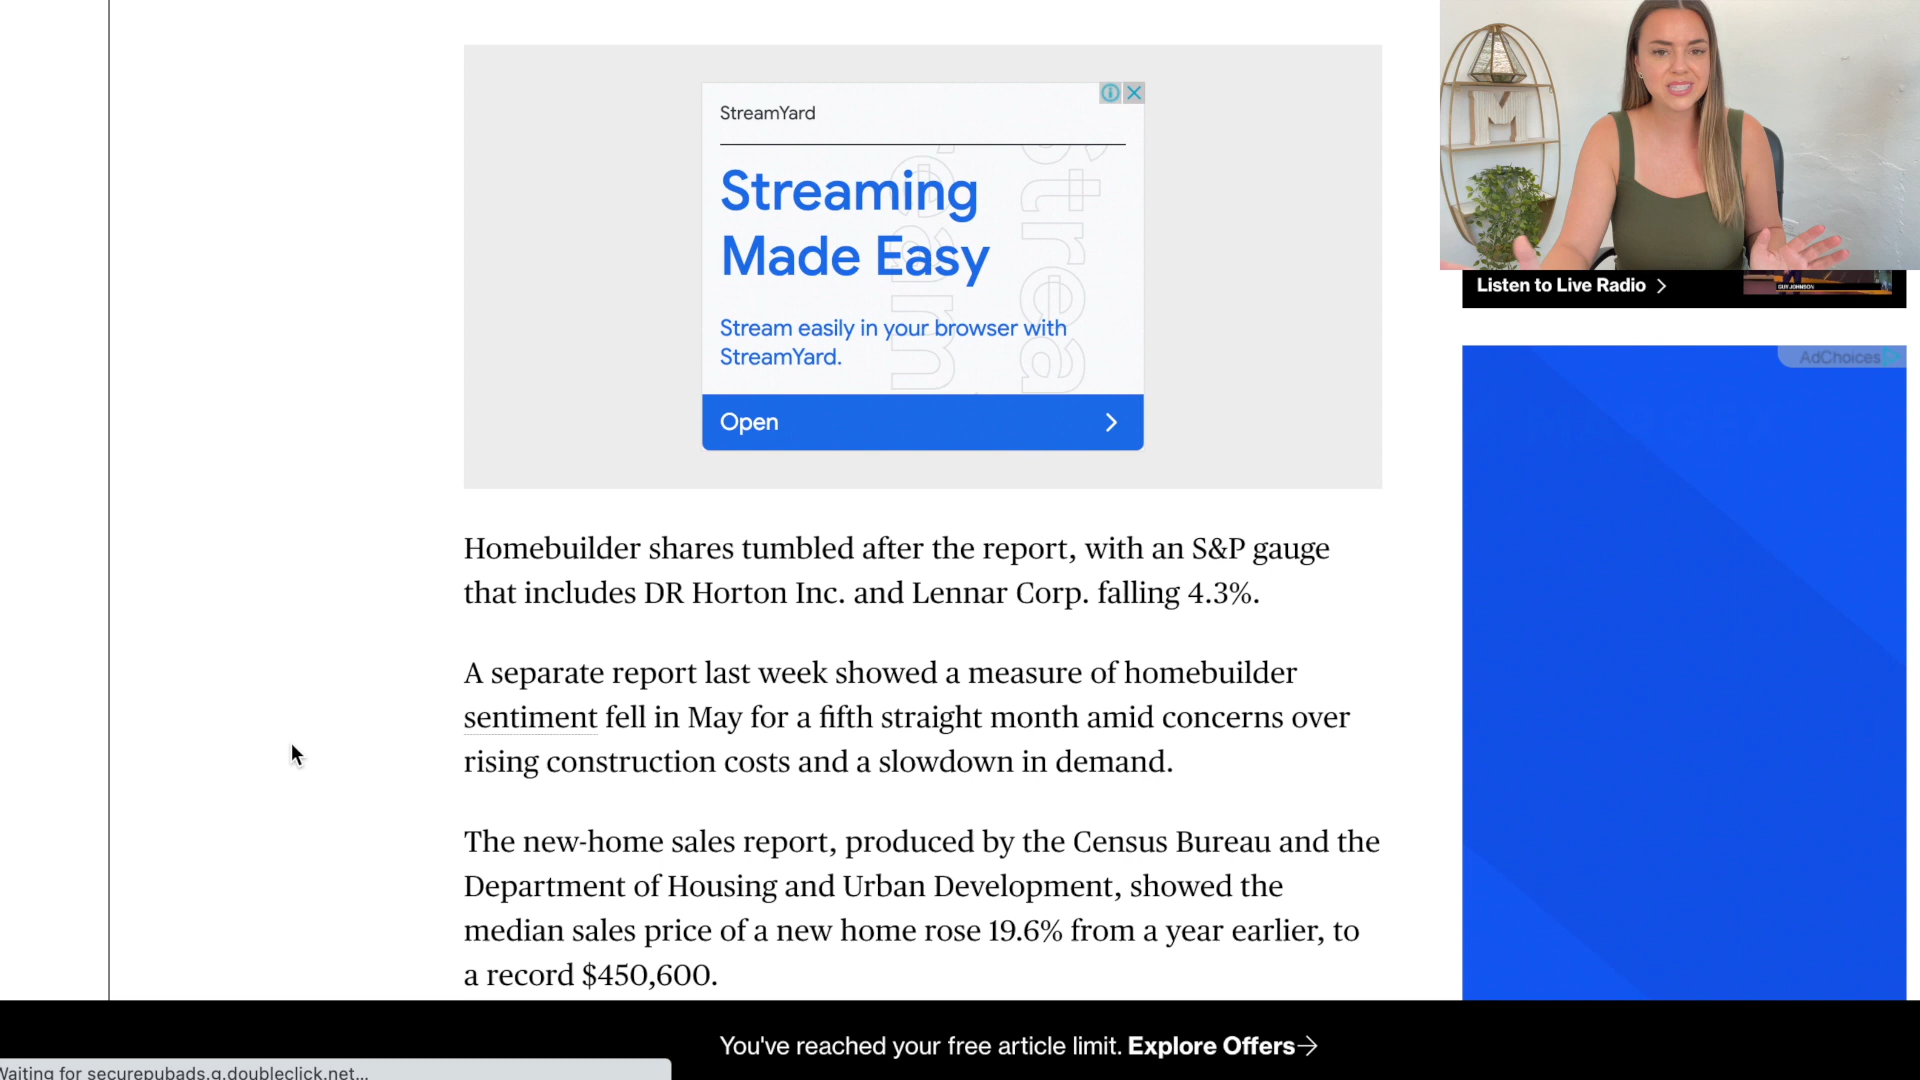 StreamYard
Streaming
Made Easy
Stream easily in your browser with
StreamYard.
Open
Listen to Live Radio
GUY JOHNSON
AdChoices
Homebuilder shares tumbled after the report, with an S&P gauge
that includes DR Horton Inc. and Lennar Corp. falling 4.3%.
A separate report last week showed a measure of homebuilder
sentiment fell in May for a fifth straight month amid concerns over
rising construction costs and a slowdown in demand.
The new-home sales report, produced by the Census Bureau and the
Department of Housing and Urban Development, showed the
median sales price of a new home rose 19.6% from a year earlier, to
a record $450,600.
You've reached your free article limit. Explore Offers→
Waiting for securepubads.g.doubleclick.net...